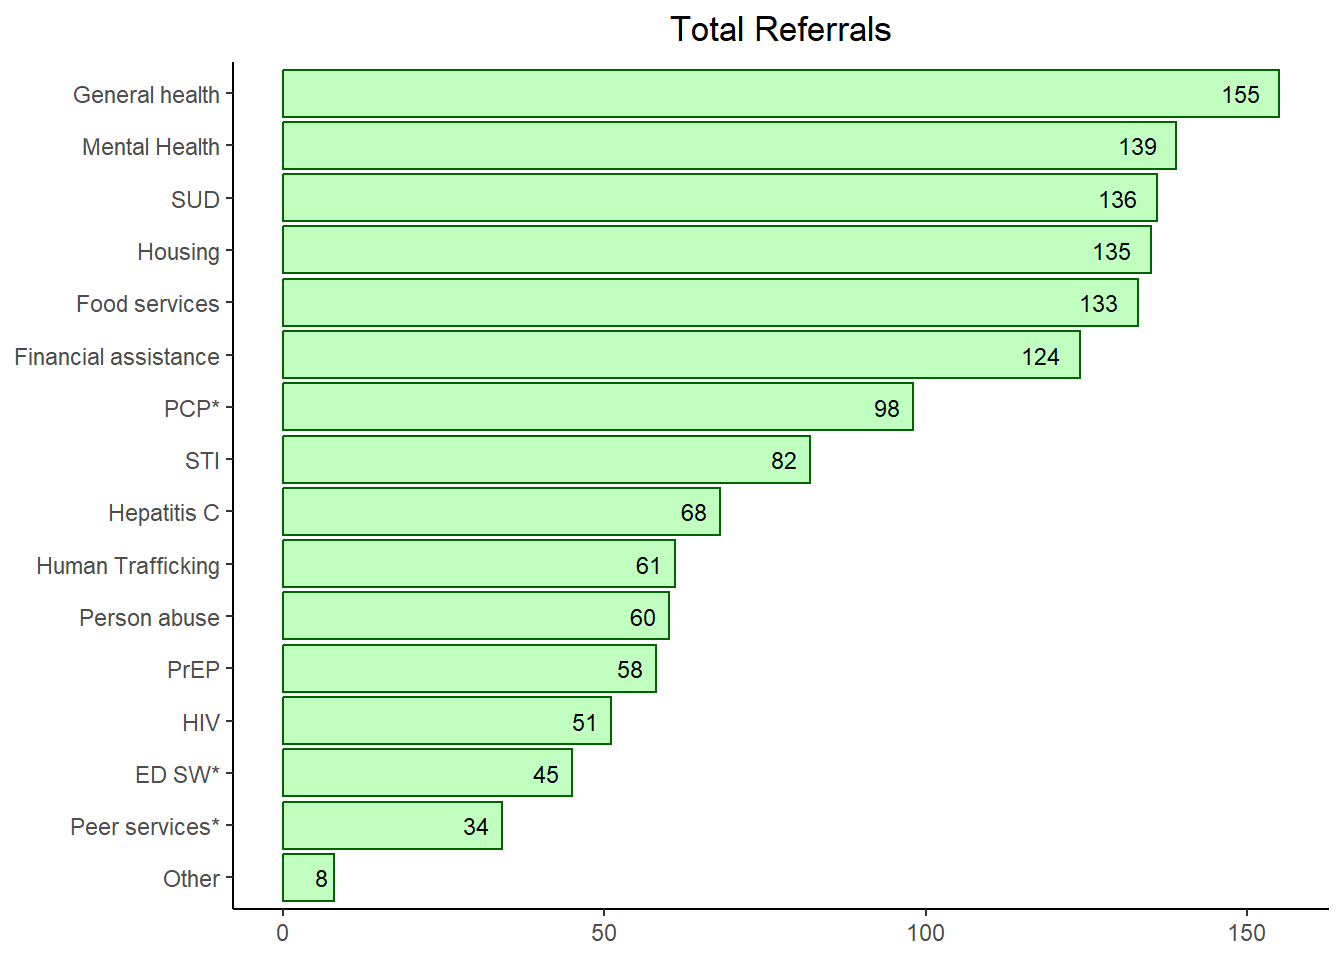 Total Referrals
General health 155
Mental Health 139
SUD 136
Housing 135
Food services 133
Financial assistance 124
PCP* 98
STI 82
Hepatitis C 68
Human Trafficking 61
Person abuse 60
PrEP 58
HIV 51
ED SW* 45
Peer services* 34
Other 8
0 50 100 150